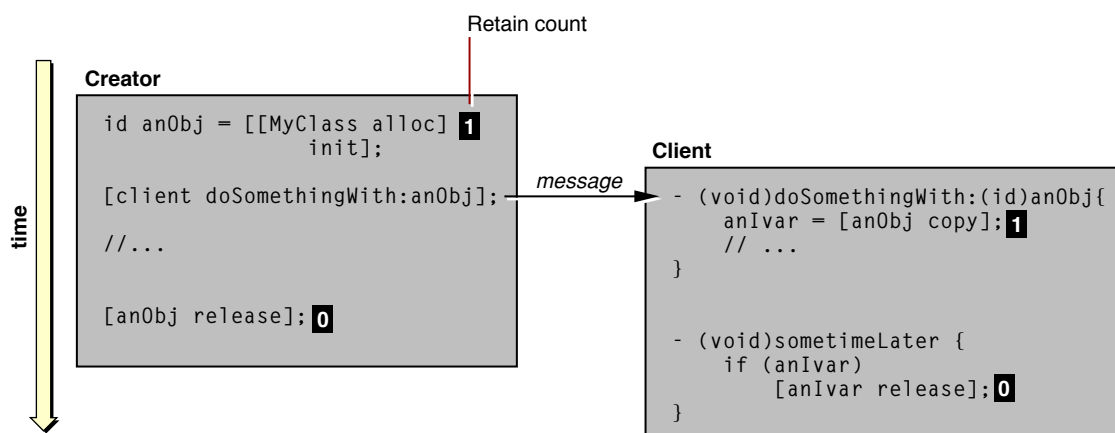 Retain count
time
Creator
id anObj = [[MyClass alloc] 1
init];
[client doSomethingWith:anObj];
//...
[anObj release]; 0
message
Client
- (void)doSomethingWith:(id)anObj{
anIvar = [anObj copy]; 1
// ...
}
- (void)sometimeLater {
if (anIvar)
[anIvar release]; 0
}